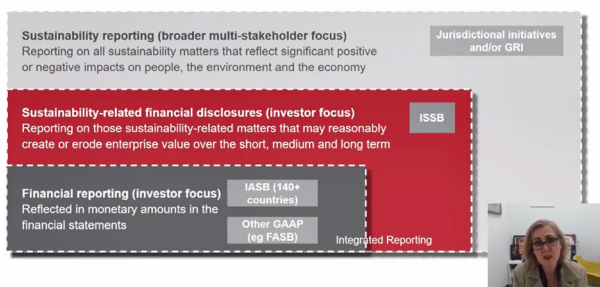 Sustainability reporting (broader multi-stakeholder focus)
Reporting on all sustainability matters that reflect significant positive
or negative impacts on people, the environment and the economy
Jurisdictional initiatives
and/or GRI
Sustainability-related financial disclosures (investor focus)
Reporting on those sustainability-related matters that may reasonably
create or erode enterprise value over the short, medium and long term
ISSB
Financial reporting (investor focus)
Reflected in monetary amounts in the
financial statements
IASB (140+
countries)
Other GAAP
(eg FASB)
Integrated Reporting